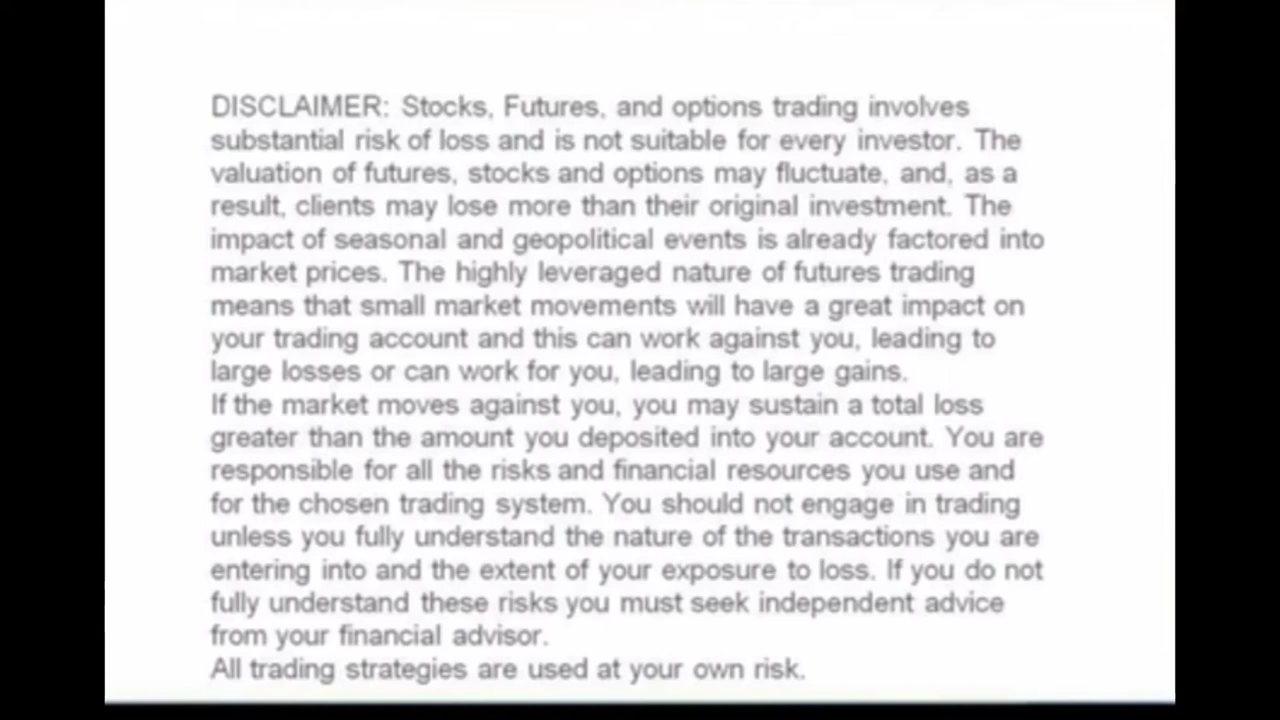 DISCLAIMER: Stocks, Futures, and options trading involves
substantial risk of loss and is not suitable for every investor. The
valuation of futures, stocks and options may fluctuate, and, as a
result, clients may lose more than their original investment. The
impact of seasonal and geopolitical events is already factored into
market prices. The highly leveraged nature of futures trading
means that small market movements will have a great impact on
your trading account and this can work against you, leading to
large losses or can work for you, leading to large gains.
If the market moves against you, you may sustain a total loss
greater than the amount you deposited into your account. You are
responsible for all the risks and financial resources you use and
for the chosen trading system. You should not engage in trading
unless you fully understand the nature of the transactions you are
entering into and the extent of your exposure to loss. If you do not
fully understand these risks you must seek independent advice
from your financial advisor.
All trading strategies are used at your own risk.